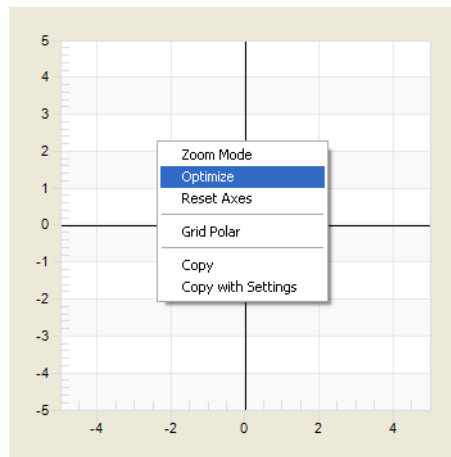 5
4
3
2
1
0
-1
-2
-3
-4
-5
Zoom Mode
Optimize
Reset Axes
Grid Polar
Copy
Copy with Settings
-4 -2 0 2 4